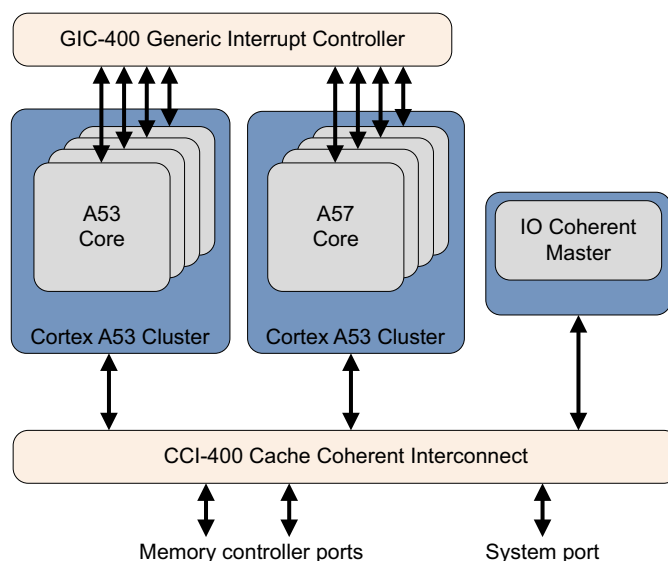 GIC-400 Generic Interrupt Controller
A53
Core
A57
Core
IO Coherent
Master
Cortex A53 Cluster
Cortex A53 Cluster
CCI-400 Cache Coherent Interconnect
Memory controller ports
System port